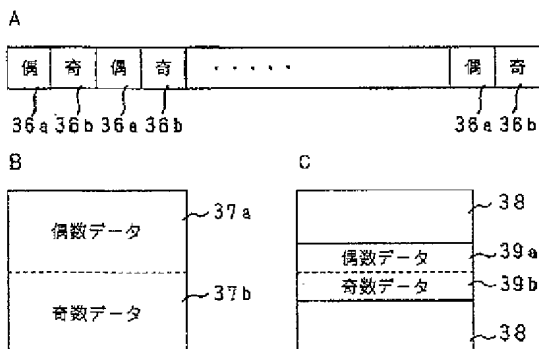 A
偶 奇 偶 奇 ..... 偶 奇
36a 36b 36a 36b 36a 36b
B C
偶数データ 37a
奇数データ 37b
38
偶数データ 39a
奇数データ 39b
38